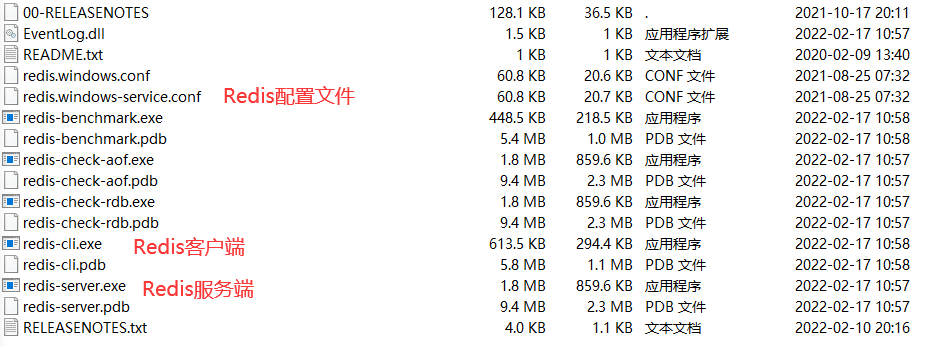 00-RELEASENOTES 128.1 KB 36.5 KB . 2021-10-17 20:11
EventLog.dll 1.5 KB 1 KB 应用程序扩展 2022-02-17 10:57
README.txt 1 KB 1 KB 文本文档 2020-02-09 13:40
redis.windows.conf 60.8 KB 20.6 KB CONF 文件 2021-08-25 07:32
redis.windows-service.conf Redis配置文件 60.8 KB 20.7 KB CONF 文件 2021-08-25 07:32
redis-benchmark.exe 448.5 KB 218.5 KB 应用程序 2022-02-17 10:58
redis-benchmark.pdb 5.4 MB 1.0 MB PDB 文件 2022-02-17 10:58
redis-check-aof.exe 1.8 MB 859.6 KB 应用程序 2022-02-17 10:57
redis-check-aof.pdb 9.4 MB 2.3 MB PDB 文件 2022-02-17 10:57
redis-check-rdb.exe 1.8 MB 859.6 KB 应用程序 2022-02-17 10:57
redis-check-rdb.pdb 9.4 MB 2.3 MB PDB 文件 2022-02-17 10:57
redis-cli.exe Redis客户端 613.5 KB 294.4 KB 应用程序 2022-02-17 10:58
redis-cli.pdb 5.8 MB 1.1 MB PDB 文件 2022-02-17 10:58
redis-server.exe Redis服务端 1.8 MB 859.6 KB 应用程序 2022-02-17 10:57
redis-server.pdb 9.4 MB 2.3 MB PDB 文件 2022-02-17 10:57
RELEASENOTES.txt 4.0 KB 1.1 KB 文本文档 2022-02-10 20:16